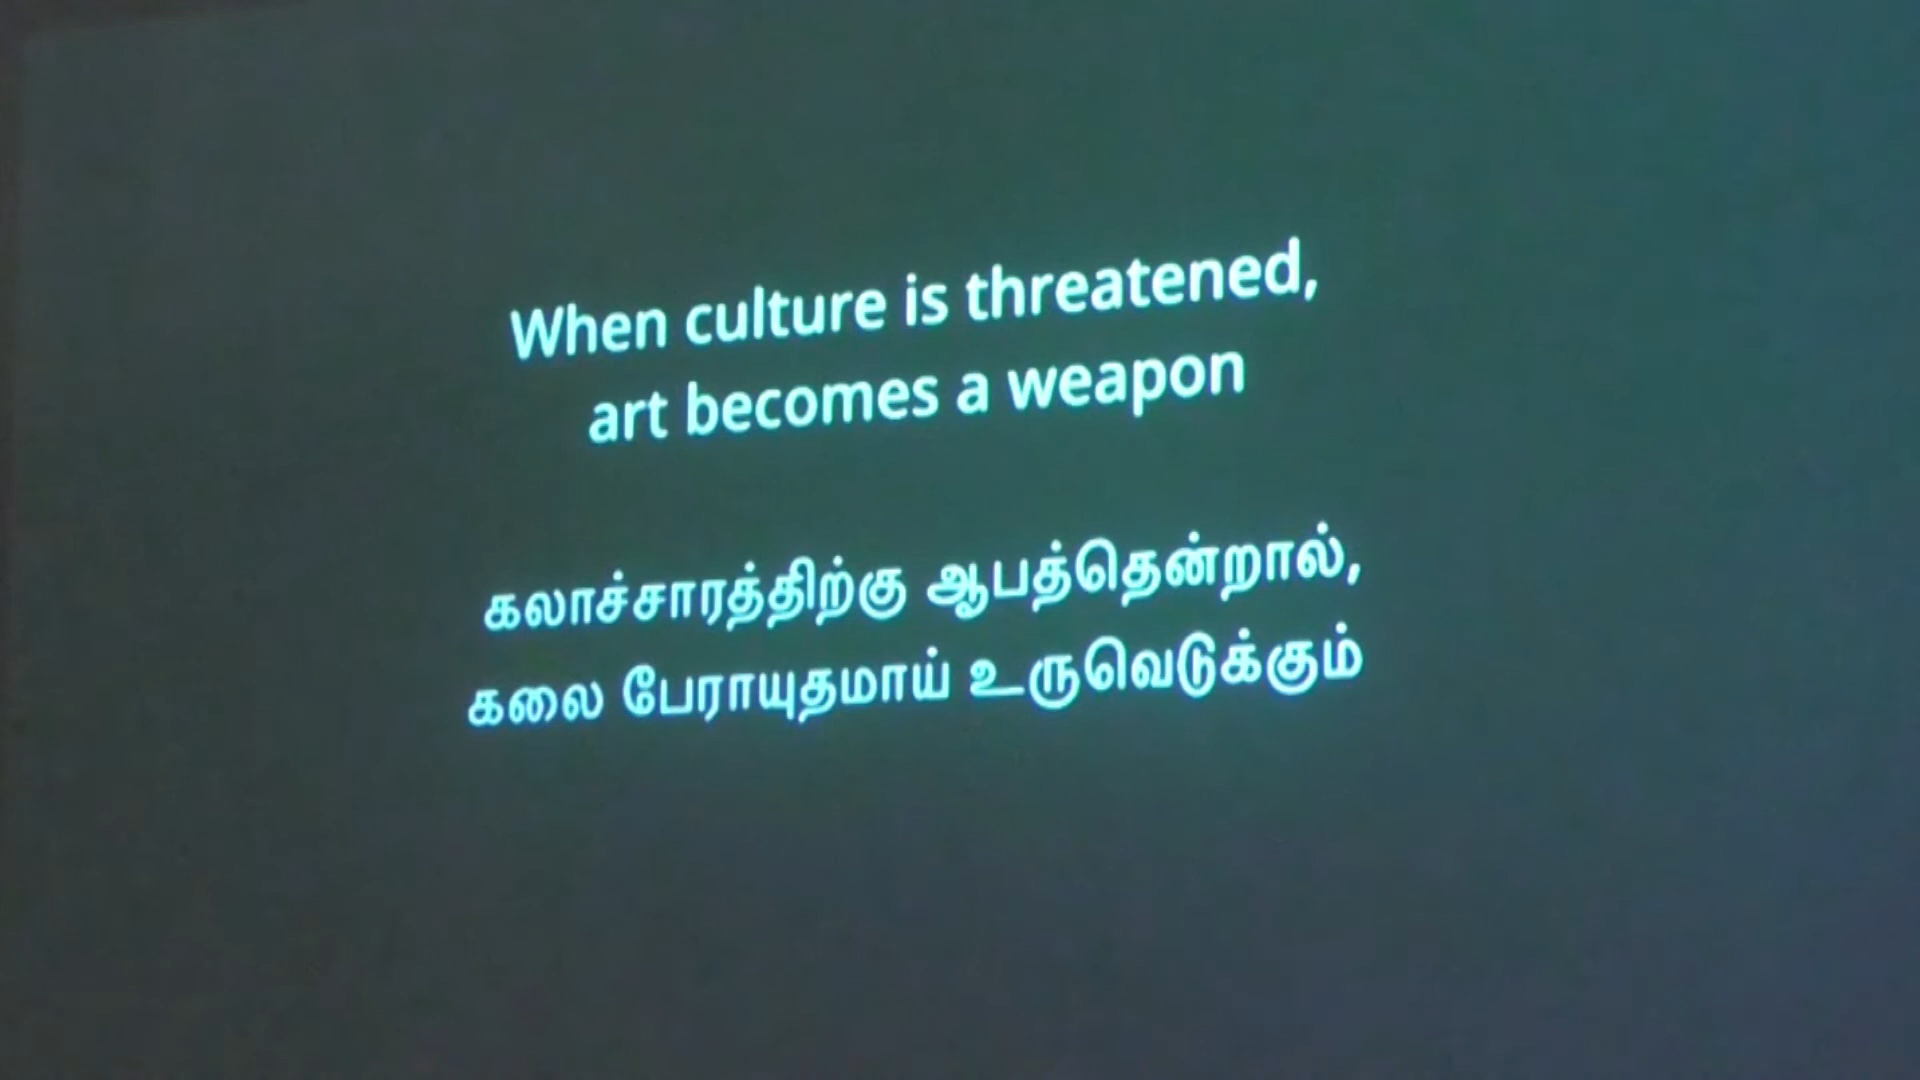 When culture is threatened,
art becomes a weapon
கலாச்சாரத்திற்கு ஆபத்தென்றால்,
கலை பேராயுதமாய் உருவெடுக்கும்